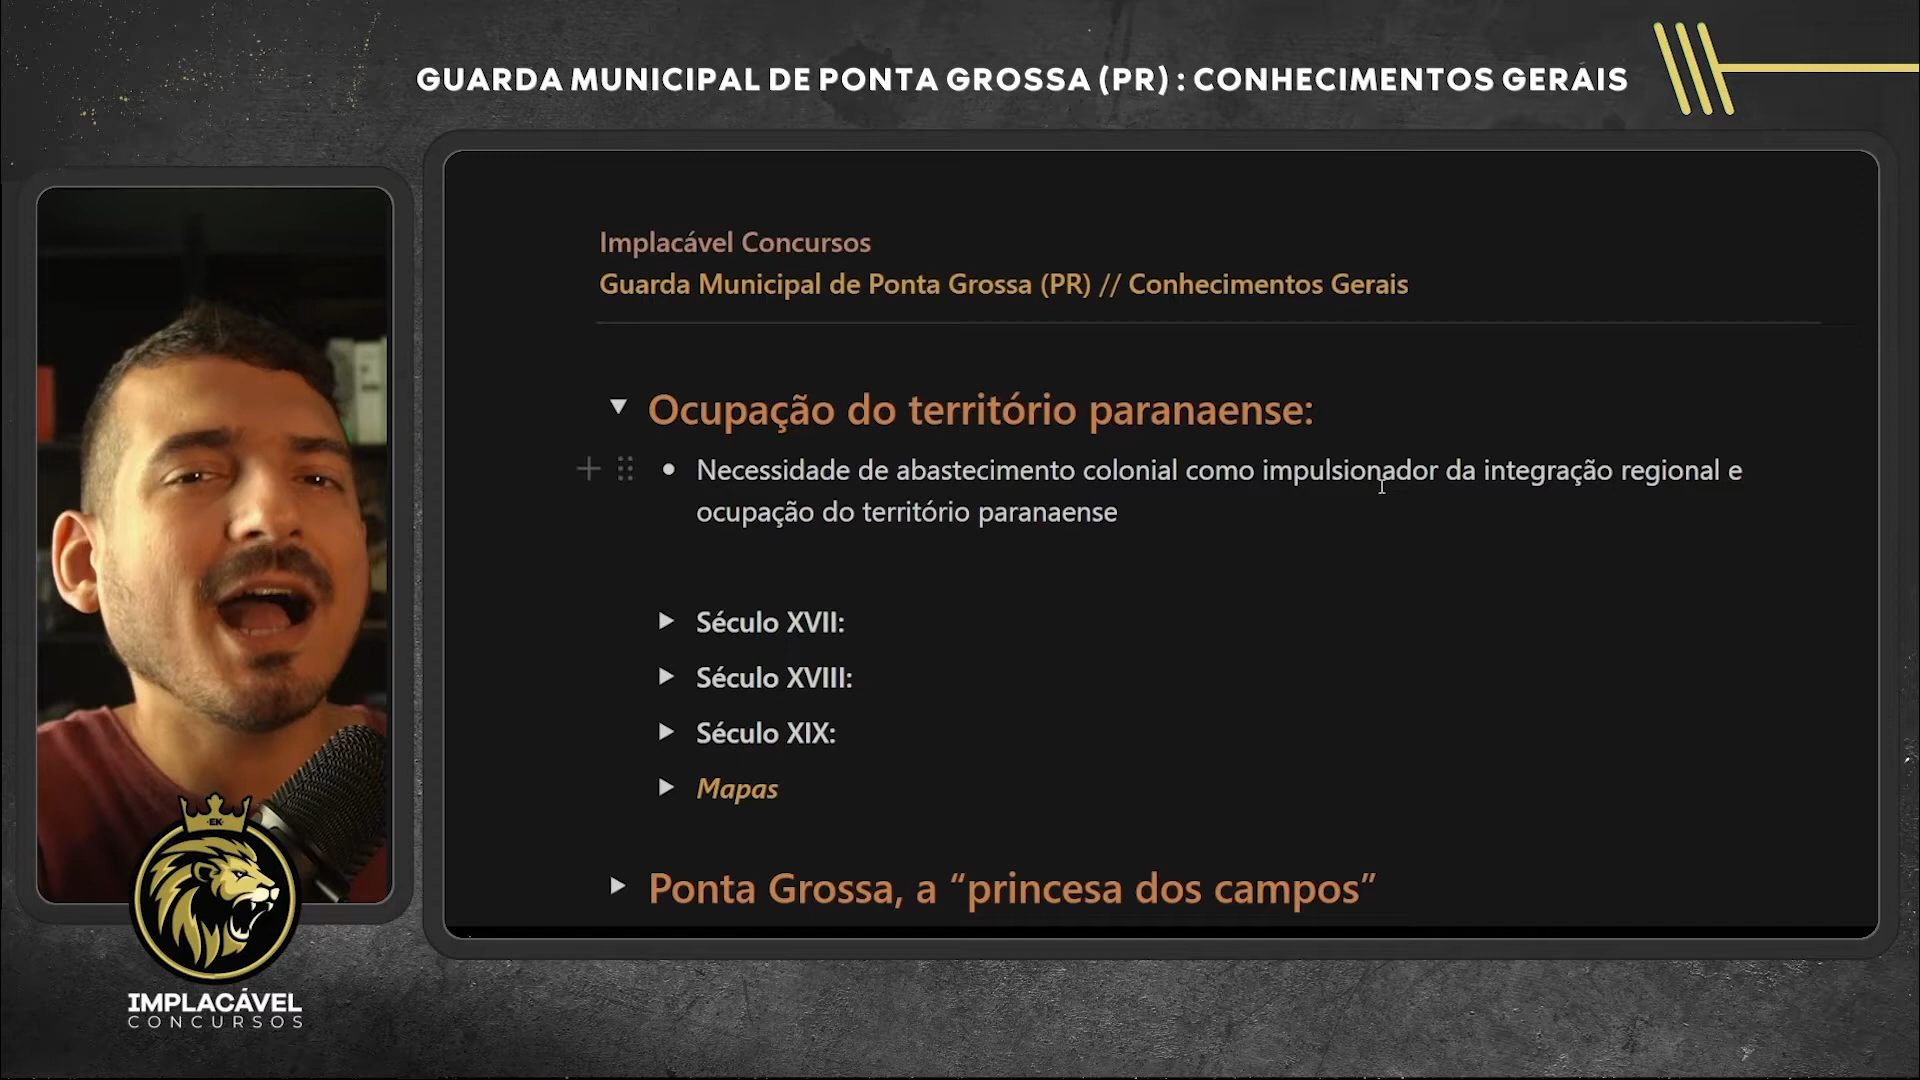 GUARDA MUNICIPAL DE PONTA GROSSA (PR) : CONHECIMENTOS GERAIS
Implacável Concursos
Guarda Municipal de Ponta Grossa (PR) // Conhecimentos Gerais
Ocupação do território paranaense:
Necessidade de abastecimento colonial como impulsionador da integração regional e
ocupação do território paranaense
Século XVII:
Século XVIII:
Século XIX:
Mapas
Ponta Grossa, a “princesa dos campos”
EK
IMPLACÁVEL
CONCURSOS